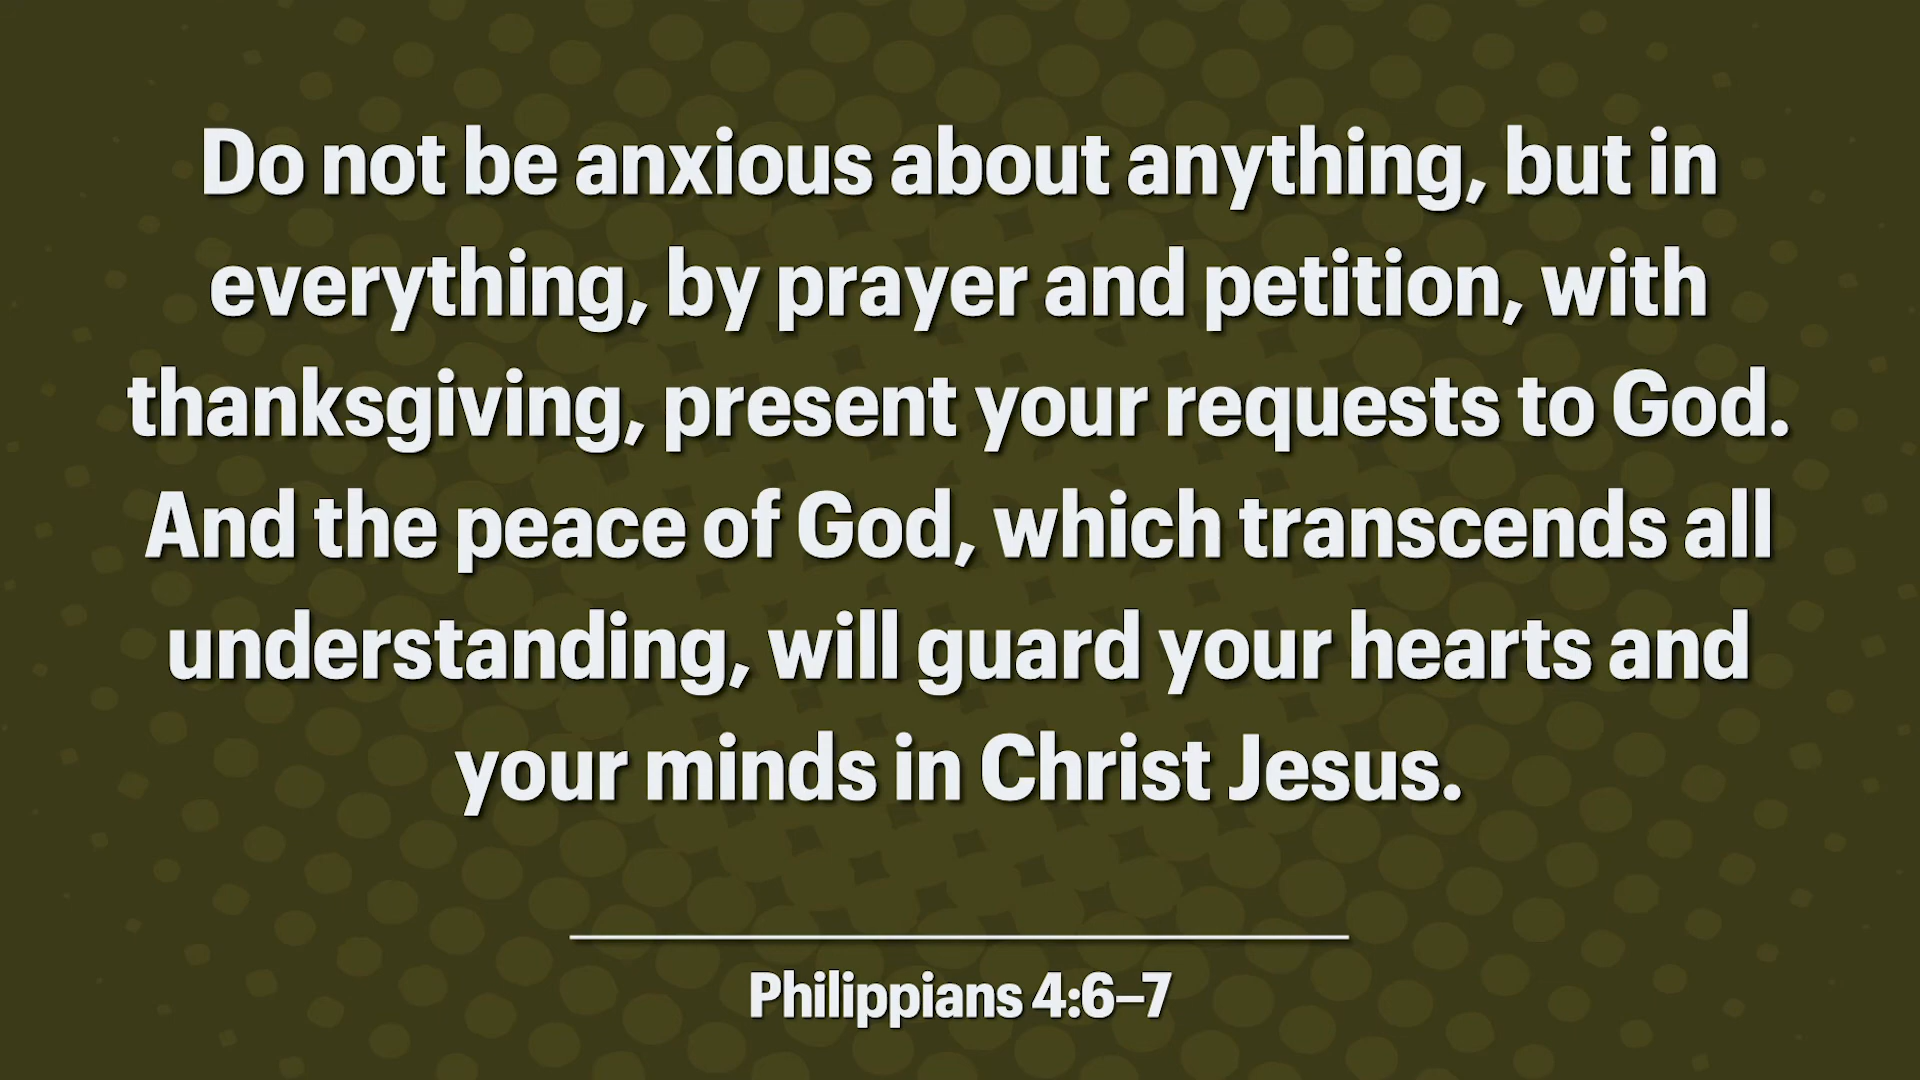 Do not be anxious about anything, but in
everything, by prayer and petition, with
thanksgiving, present your requests to God.
And the peace of God, which transcends all
understanding, will guard your hearts and
your minds in Christ Jesus.
Philippians 4:6–7